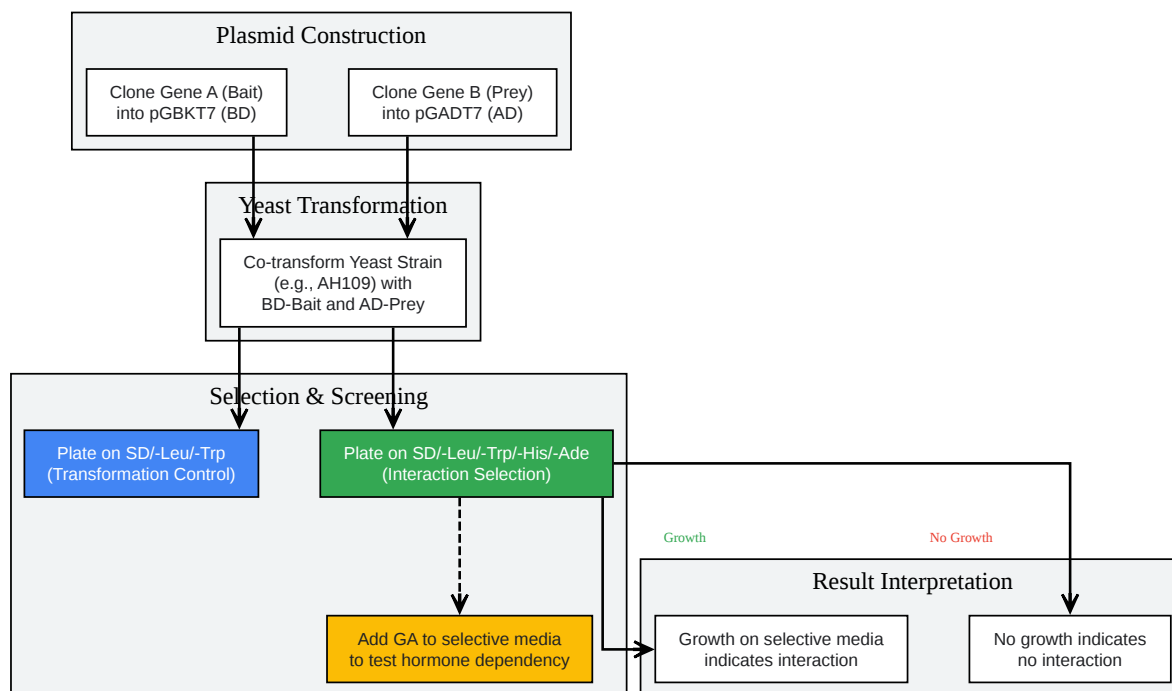 Plasmid Construction
Clone Gene A (Bait)
into pGBKT7 (BD)
Clone Gene B (Prey)
into pGADT7 (AD)
Yeast Transformation
Co-transform Yeast Strain
(e.g., AH109) with
BD-Bait and AD-Prey
Selection & Screening
Plate on SD/-Leu/-Trp
(Transformation Control)
Plate on SD/-Leu/-Trp/-His/-Ade
(Interaction Selection)
Growth
No Growth
Result Interpretation
Add GA to selective media
to test hormone dependency
Growth on selective media
indicates interaction
No growth indicates
no interaction